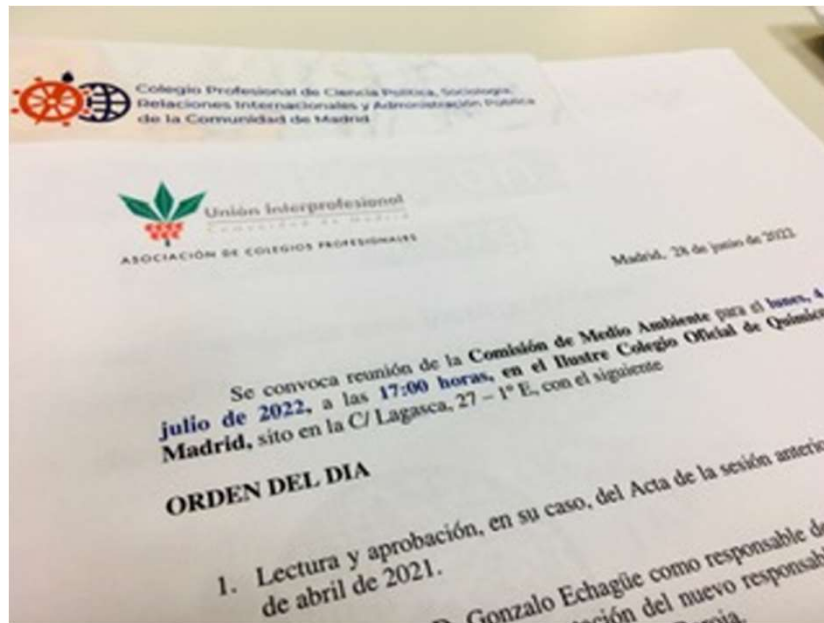 Colegio Profesional de Ciencia Política, Sociología,
Relaciones Internacionales y Administración Pública
de la Comunidad de Madrid
Unión Interprofesional
Comunidad de Madrid
ASOCIACIÓN DE COLEGIOS PROFESIONALES
Madrid, 28 de junio de 2022
Se convoca reunión de la Comisión de Medio Ambiente para el lunes, 4
julio de 2022, a las 17:00 horas, en el Ilustre Colegio Oficial de
Madrid, sito en la C/ Lagasca, 27 – 1º E, con el siguiente
ORDEN DEL DIA
1. Lectura y aprobación, en su caso, del Acta de la sesión
de abril de 2021.
D. Gonzalo Echagüe como responsable
del nuevo